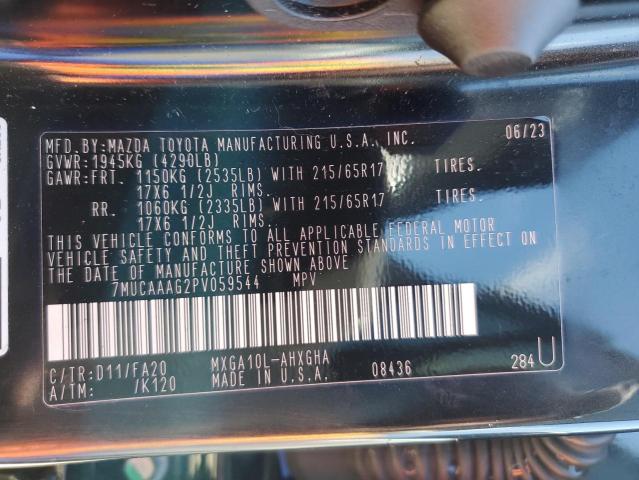 MFD.BY:MAZDA TOYOTA MANUFACTURING U.S.A. INC. 06/23
GVWR:1945KG (4290LB)
GAWR:FRT. 1150KG (2535LB) WITH 215/65R17 TIRES.
17X6 1/2J RIMS.
RR. 1060KG (2335LB) WITH 215/65R17 TIRES.
17X6 1/2J RIMS.
THIS VEHICLE CONFORMS TO ALL APPLICABLE FEDERAL MOTOR
VEHICLE SAFETY AND THEFT PREVENTION STANDARDS IN EFFECT ON
THE DATE OF MANUFACTURE SHOWN ABOVE
7MUCAAAG2PV059544 MPV
C/TR:D11/FA20 MXGA10L-AHXGHA 08436 284U
A/TM: /K120 MADE IN U.S.A.